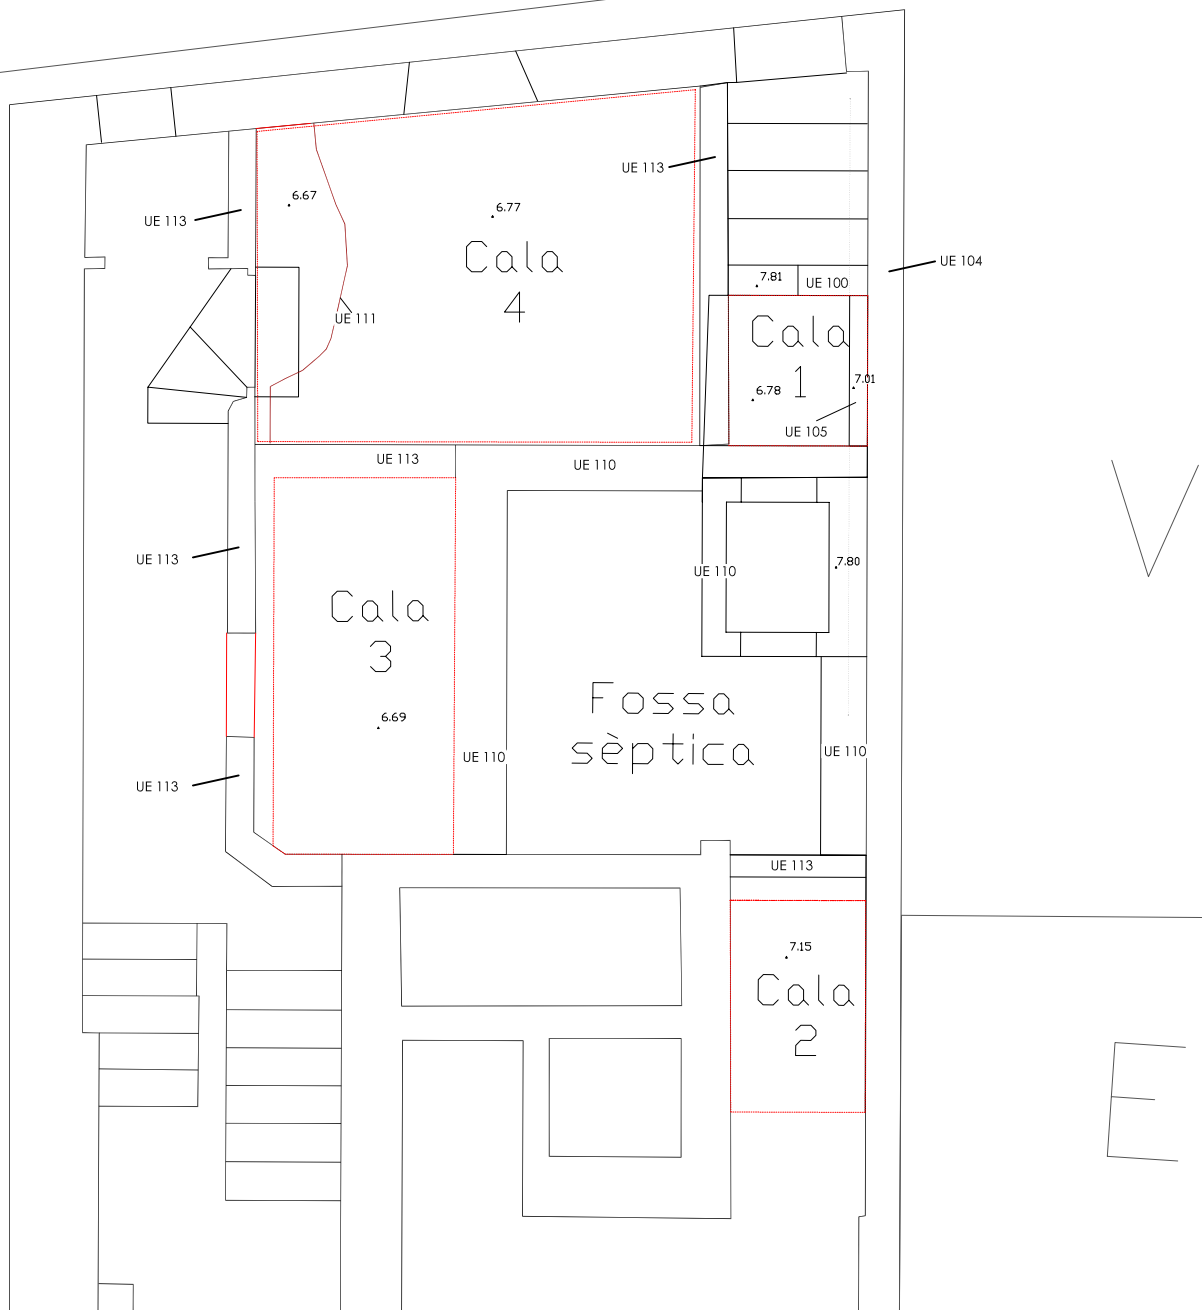 UE 113
UE 113
6.67
6.77
Cala
4
UE 104
7.81
UE 100
UE 111
Cala
1
7.01
6.78
UE 105
UE 113
UE 110
UE 113
UE 110
7.80
Cala
3
6.69
Fossa
sèptica
UE 110
UE 110
UE 113
UE 113
7.15
Cala
2
V
E